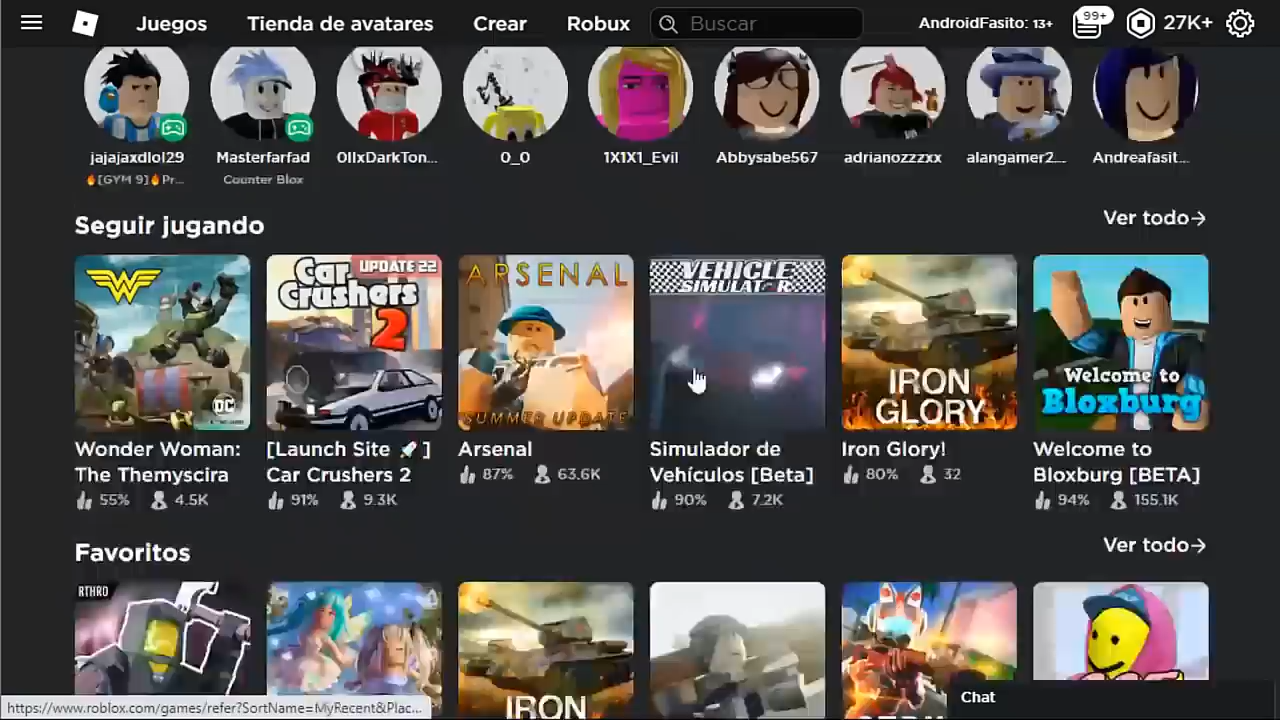 Juegos Tienda de avatares Crear Robux Buscar AndroidFasito: 13+ 99+ 27K+
jajajaxdlol29 Masterfarfad OIIxDarkTon... O_O 1X1X1_Evil Abbysabe567 adrianozzzxx alangamer2... Andreafasit...
🔥[GYM 9]🔥Pr... Counter Blox
Seguir jugando Ver todo→
W
DC
Car Crushers 2 UPDATE 22
ARSENAL
SUMMER UPDATE
VEHICLE
SIMULATOR
IRON
GLORY
Welcome to
Bloxburg
Wonder Woman: [Launch Site 🚀] Arsenal Simulador de Iron Glory! Welcome to
The Themyscira Car Crushers 2 87% 63.6K Vehículos [Beta] 80% 32 Bloxburg [BETA]
55% 4.5K 91% 9.3K 90% 7.2K 94% 155.1K
Favoritos Ver todo→
RTHRO
IRON
Chat
https://www.roblox.com/games/refer?SortName=MyRecent&Plac...